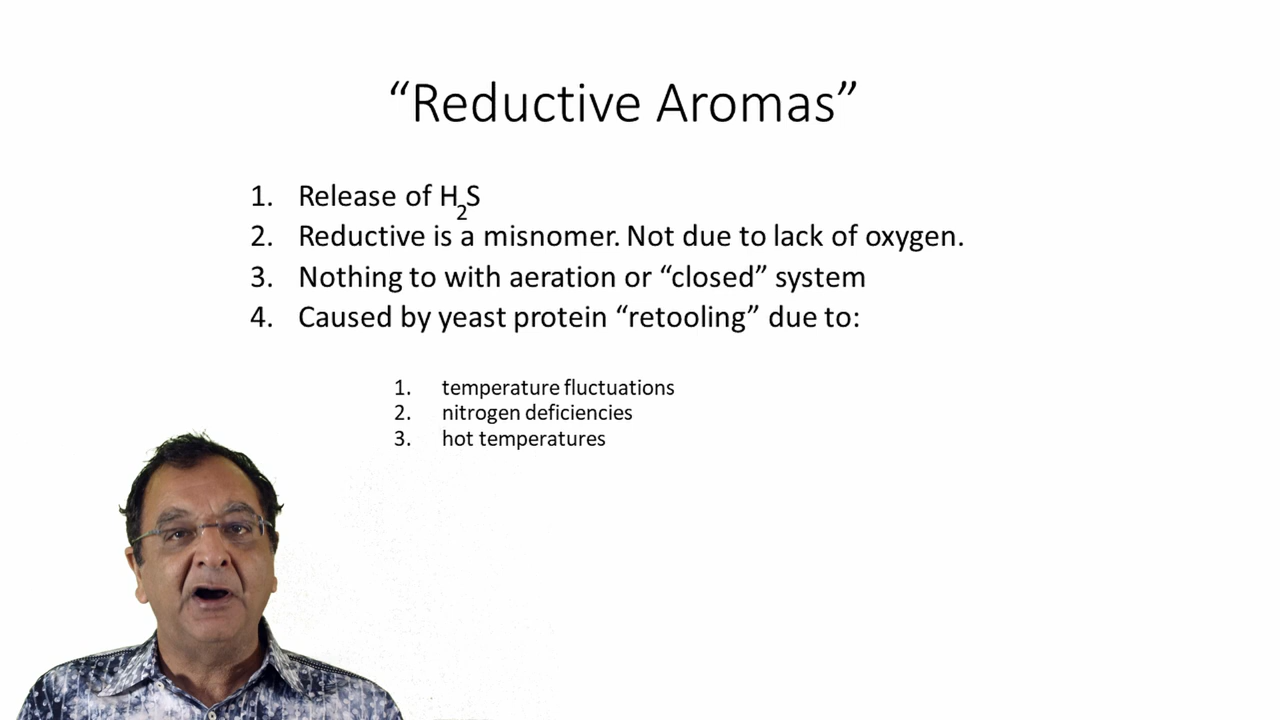 “Reductive Aromas”
1. Release of H2S
2. Reductive is a misnomer. Not due to lack of oxygen.
3. Nothing to with aeration or “closed” system
4. Caused by yeast protein “retooling” due to:
1. temperature fluctuations
2. nitrogen deficiencies
3. hot temperatures